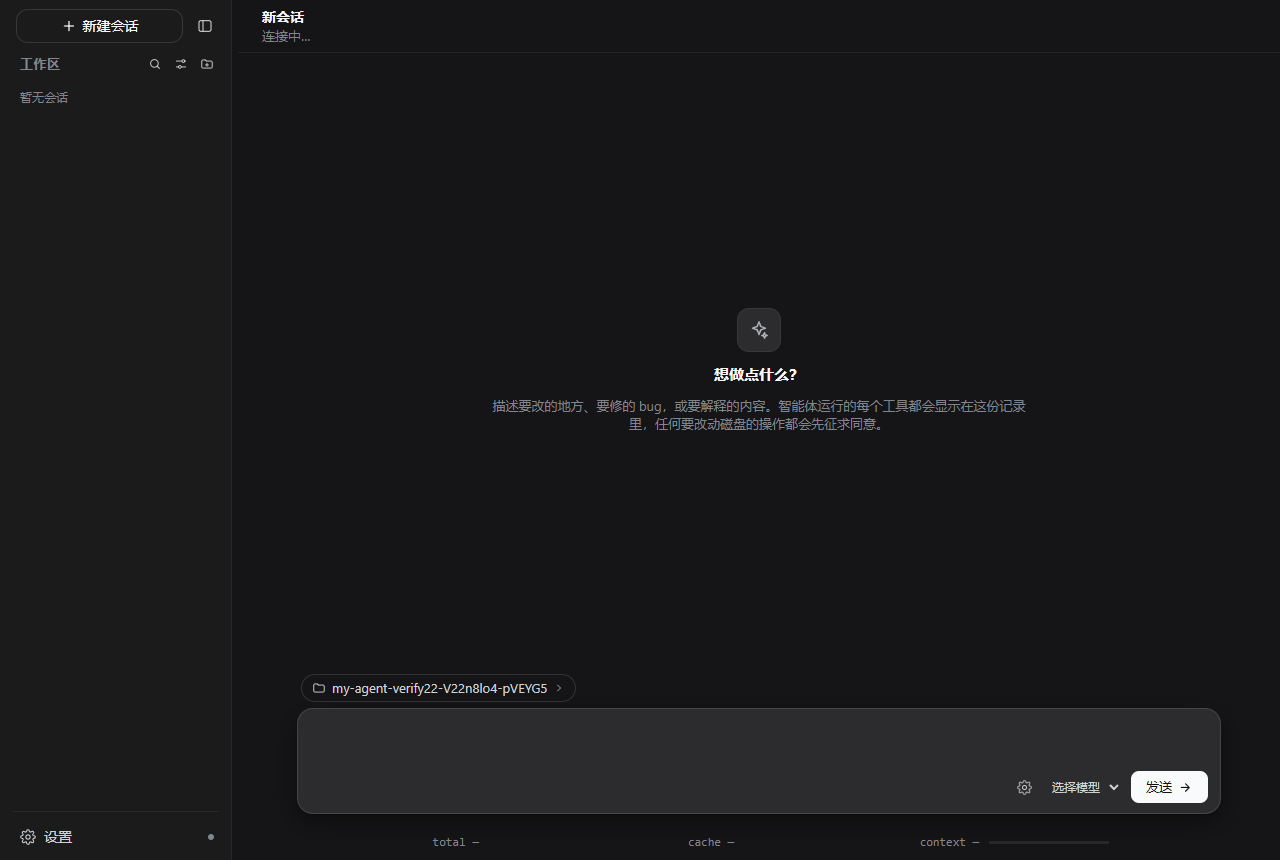 新建会话
工作区
暂无会话
设置
新会话
连接中...
想做点什么？
描述要改的地方、要修的 bug，或要解释的内容。智能体运行的每个工具都会显示在这份记录
里，任何要改动磁盘的操作都会先征求同意。
my-agent-verify22-V22n8lo4-pVEYG5
选择模型
发送
total —
cache —
context —